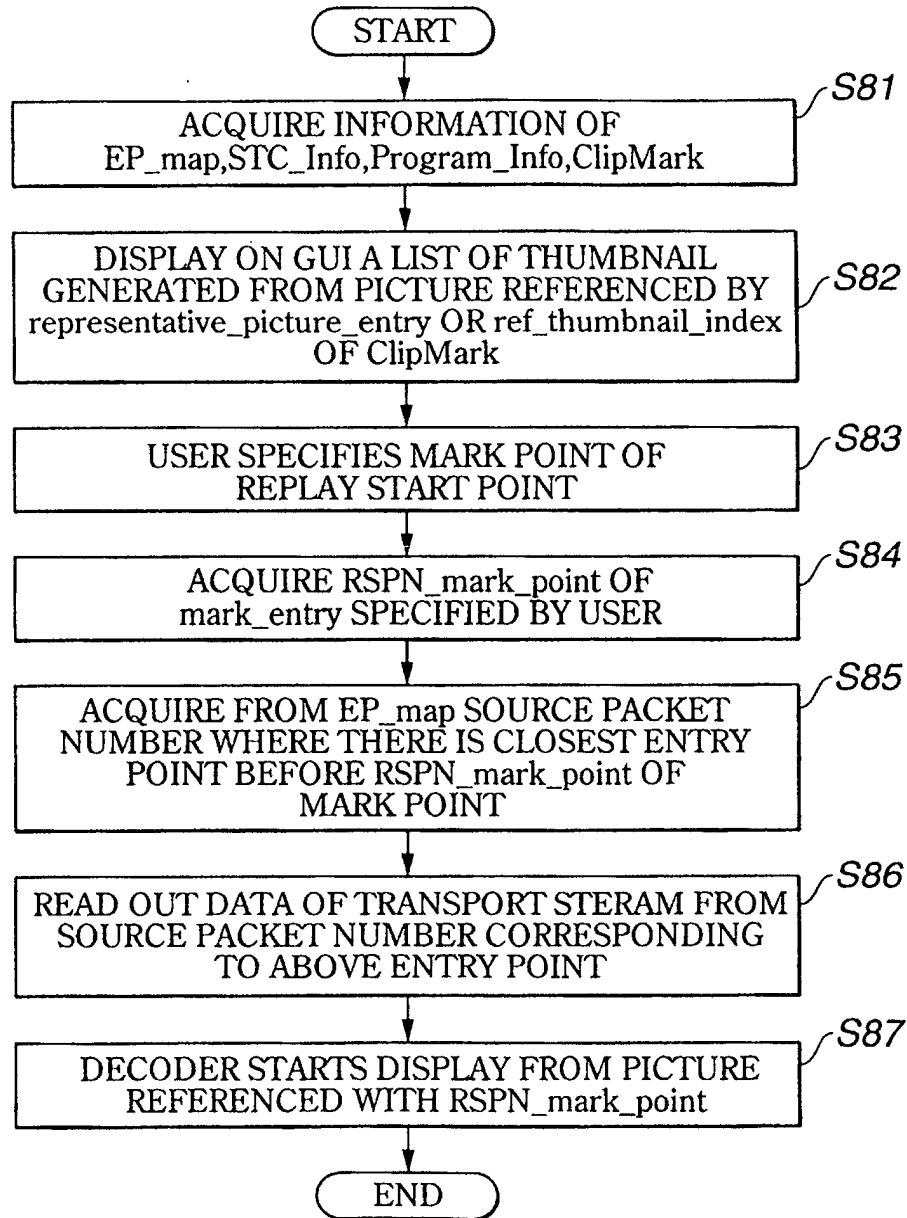 START
S81
ACQUIRE INFORMATION OF
EP_map,STC_Info,Program_Info,ClipMark
S82
DISPLAY ON GUI A LIST OF THUMBNAIL
GENERATED FROM PICTURE REFERENCED BY
representative_picture_entry OR ref_thumbnail_index
OF ClipMark
S83
USER SPECIFIES MARK POINT OF
REPLAY START POINT
S84
ACQUIRE RSPN_mark_point OF
mark_entry SPECIFIED BY USER
S85
ACQUIRE FROM EP_map SOURCE PACKET
NUMBER WHERE THERE IS CLOSEST ENTRY
POINT BEFORE RSPN_mark_point OF
MARK POINT
S86
READ OUT DATA OF TRANSPORT STERAM FROM
SOURCE PACKET NUMBER CORRESPONDING
TO ABOVE ENTRY POINT
S87
DECODER STARTS DISPLAY FROM PICTURE
REFERENCED WITH RSPN_mark_point
END